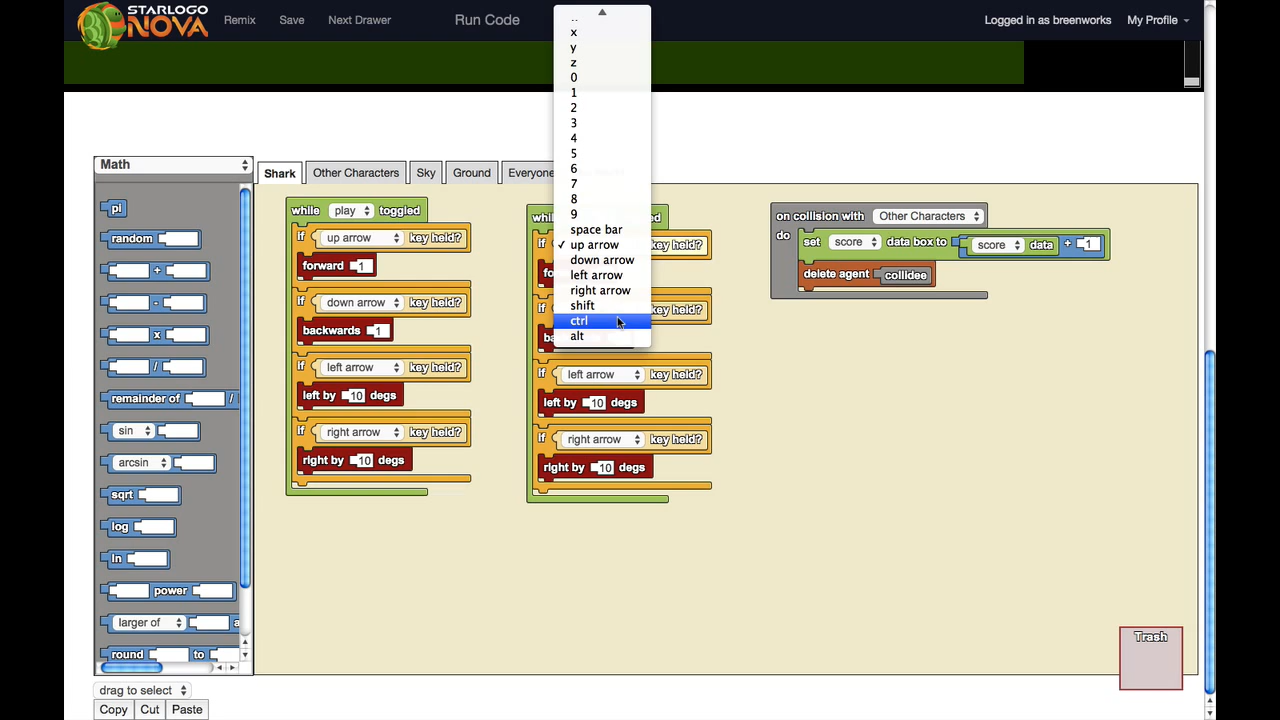 STARLOGO
NOVA
Remix
Save
Next Drawer
Run Code
Logged in as breenworks
My Profile
x
y
z
0
1
2
3
4
5
6
7
8
9
space bar
✓ up arrow
down arrow
left arrow
right arrow
shift
ctrl
alt
Math
Shark
Other Characters
Sky
Ground
Everyone
pi
random
+
-
x
/
remainder of /
sin
arcsin
sqrt
log
ln
power
larger of a
round to
while play toggled
if up arrow key held?
forward 1
if down arrow key held?
backwards 1
if left arrow key held?
left by 10 degs
if right arrow key held?
right by 10 degs
if key held?
if key held?
if left arrow key held?
left by 10 degs
if right arrow key held?
right by 10 degs
on collision with Other Characters
do set score data box to score data + 1
delete agent collidee
Trash
drag to select
Copy Cut Paste